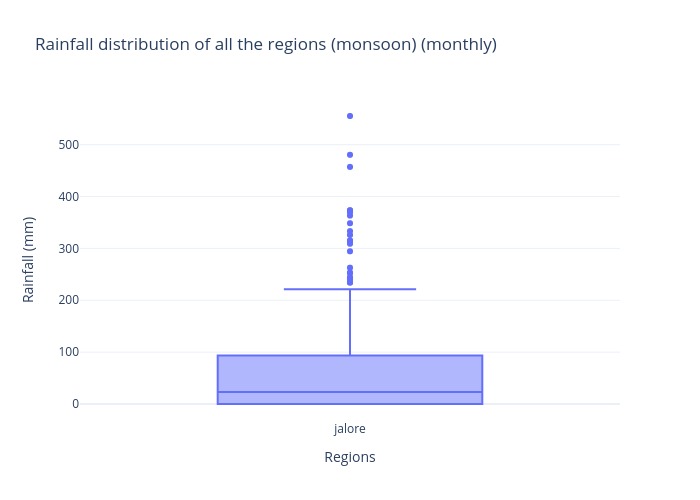 Rainfall distribution of all the regions (monsoon) (monthly)
500
400
300
200
100
0
Rainfall (mm)
jalore
Regions